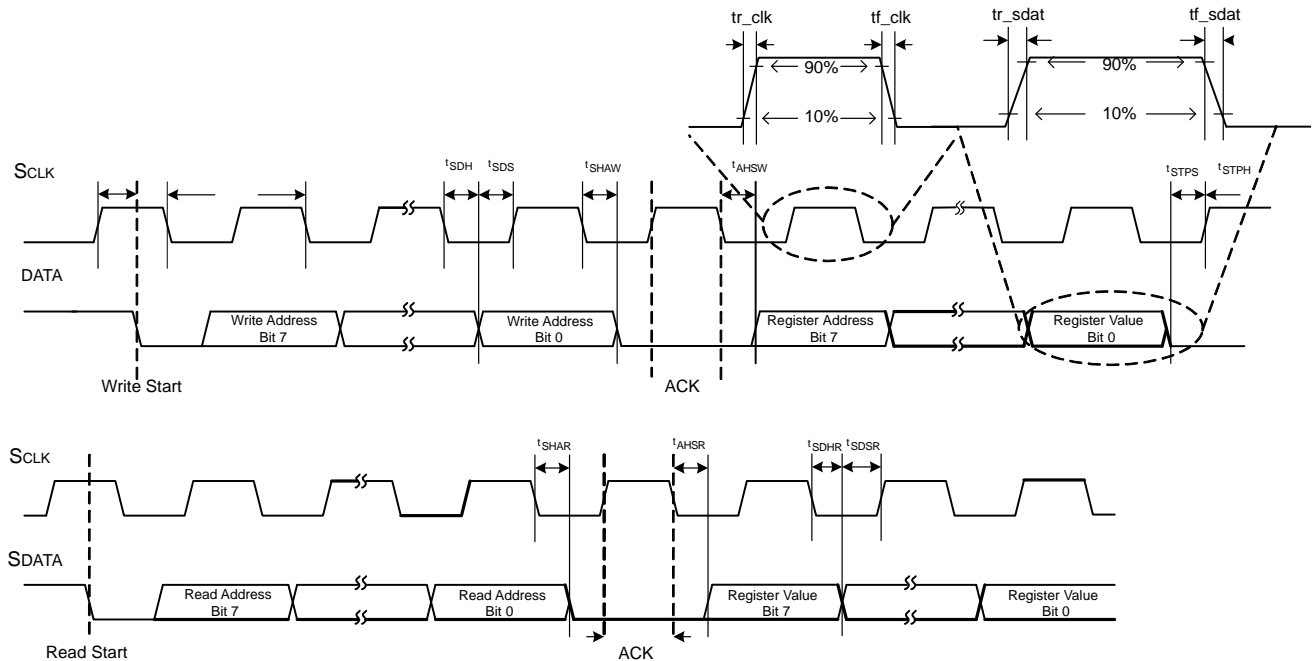 tr_clk tf_clk tr_sdat tf_sdat
90% 90%
10% 10%
SCLK tSDH tSDS tSHAW tAHSW tSTPS tSTPH
DATA
Write Address Bit 7
Write Address Bit 0
Register Address Bit 7
Register Value Bit 0
Write Start ACK
SCLK tSHAR tAHSR tSDHR tSDSR
SDATA
Read Address Bit 7
Read Address Bit 0
Register Value Bit 7
Register Value Bit 0
Read Start ACK